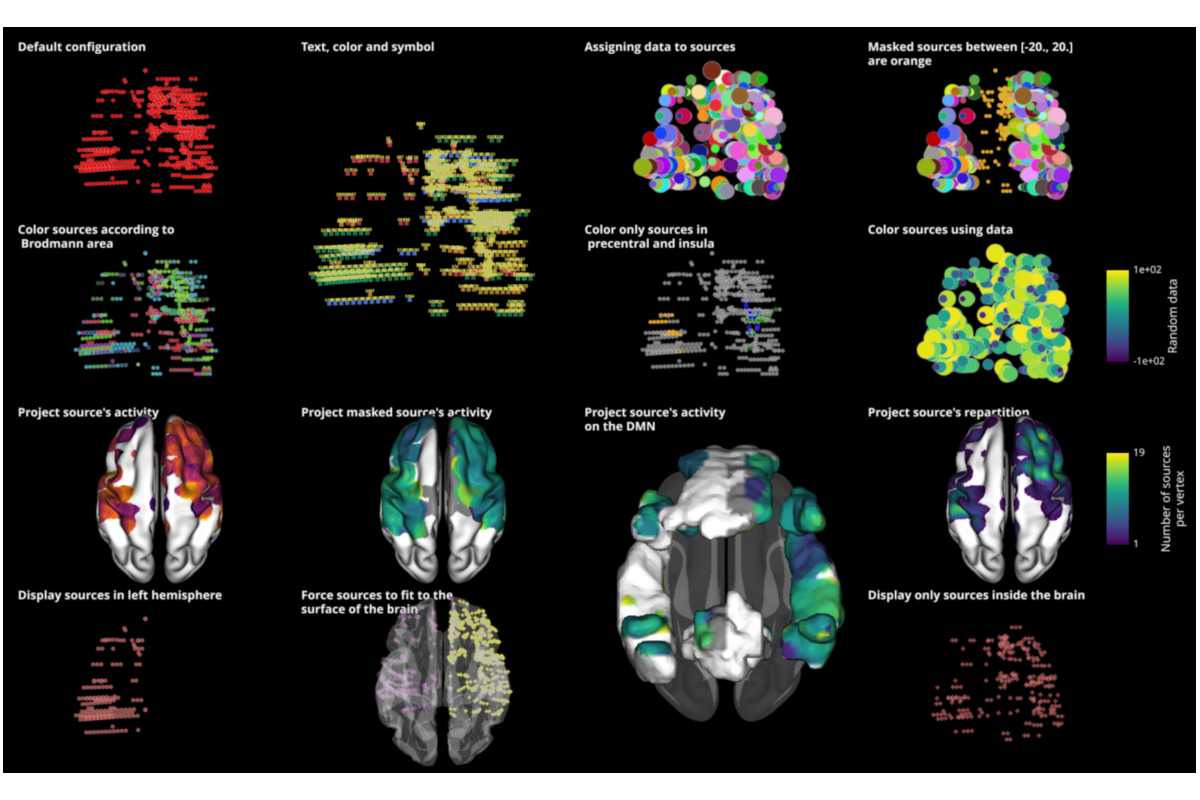 Default configuration
Text, color and symbol
Assigning data to sources
Masked sources between [-20., 20.]
are orange
Color sources according to
Brodmann area
Color only sources in
precentral and insula
Color sources using data
1e+02
-1e+02
Random data
Project source's activity
Project masked source's activity
Project source's activity
on the DMN
Project source's repartition
19
1
Number of sources
per vertex
Display sources in left hemisphere
Force sources to fit to the
surface of the brain
Display only sources inside the brain